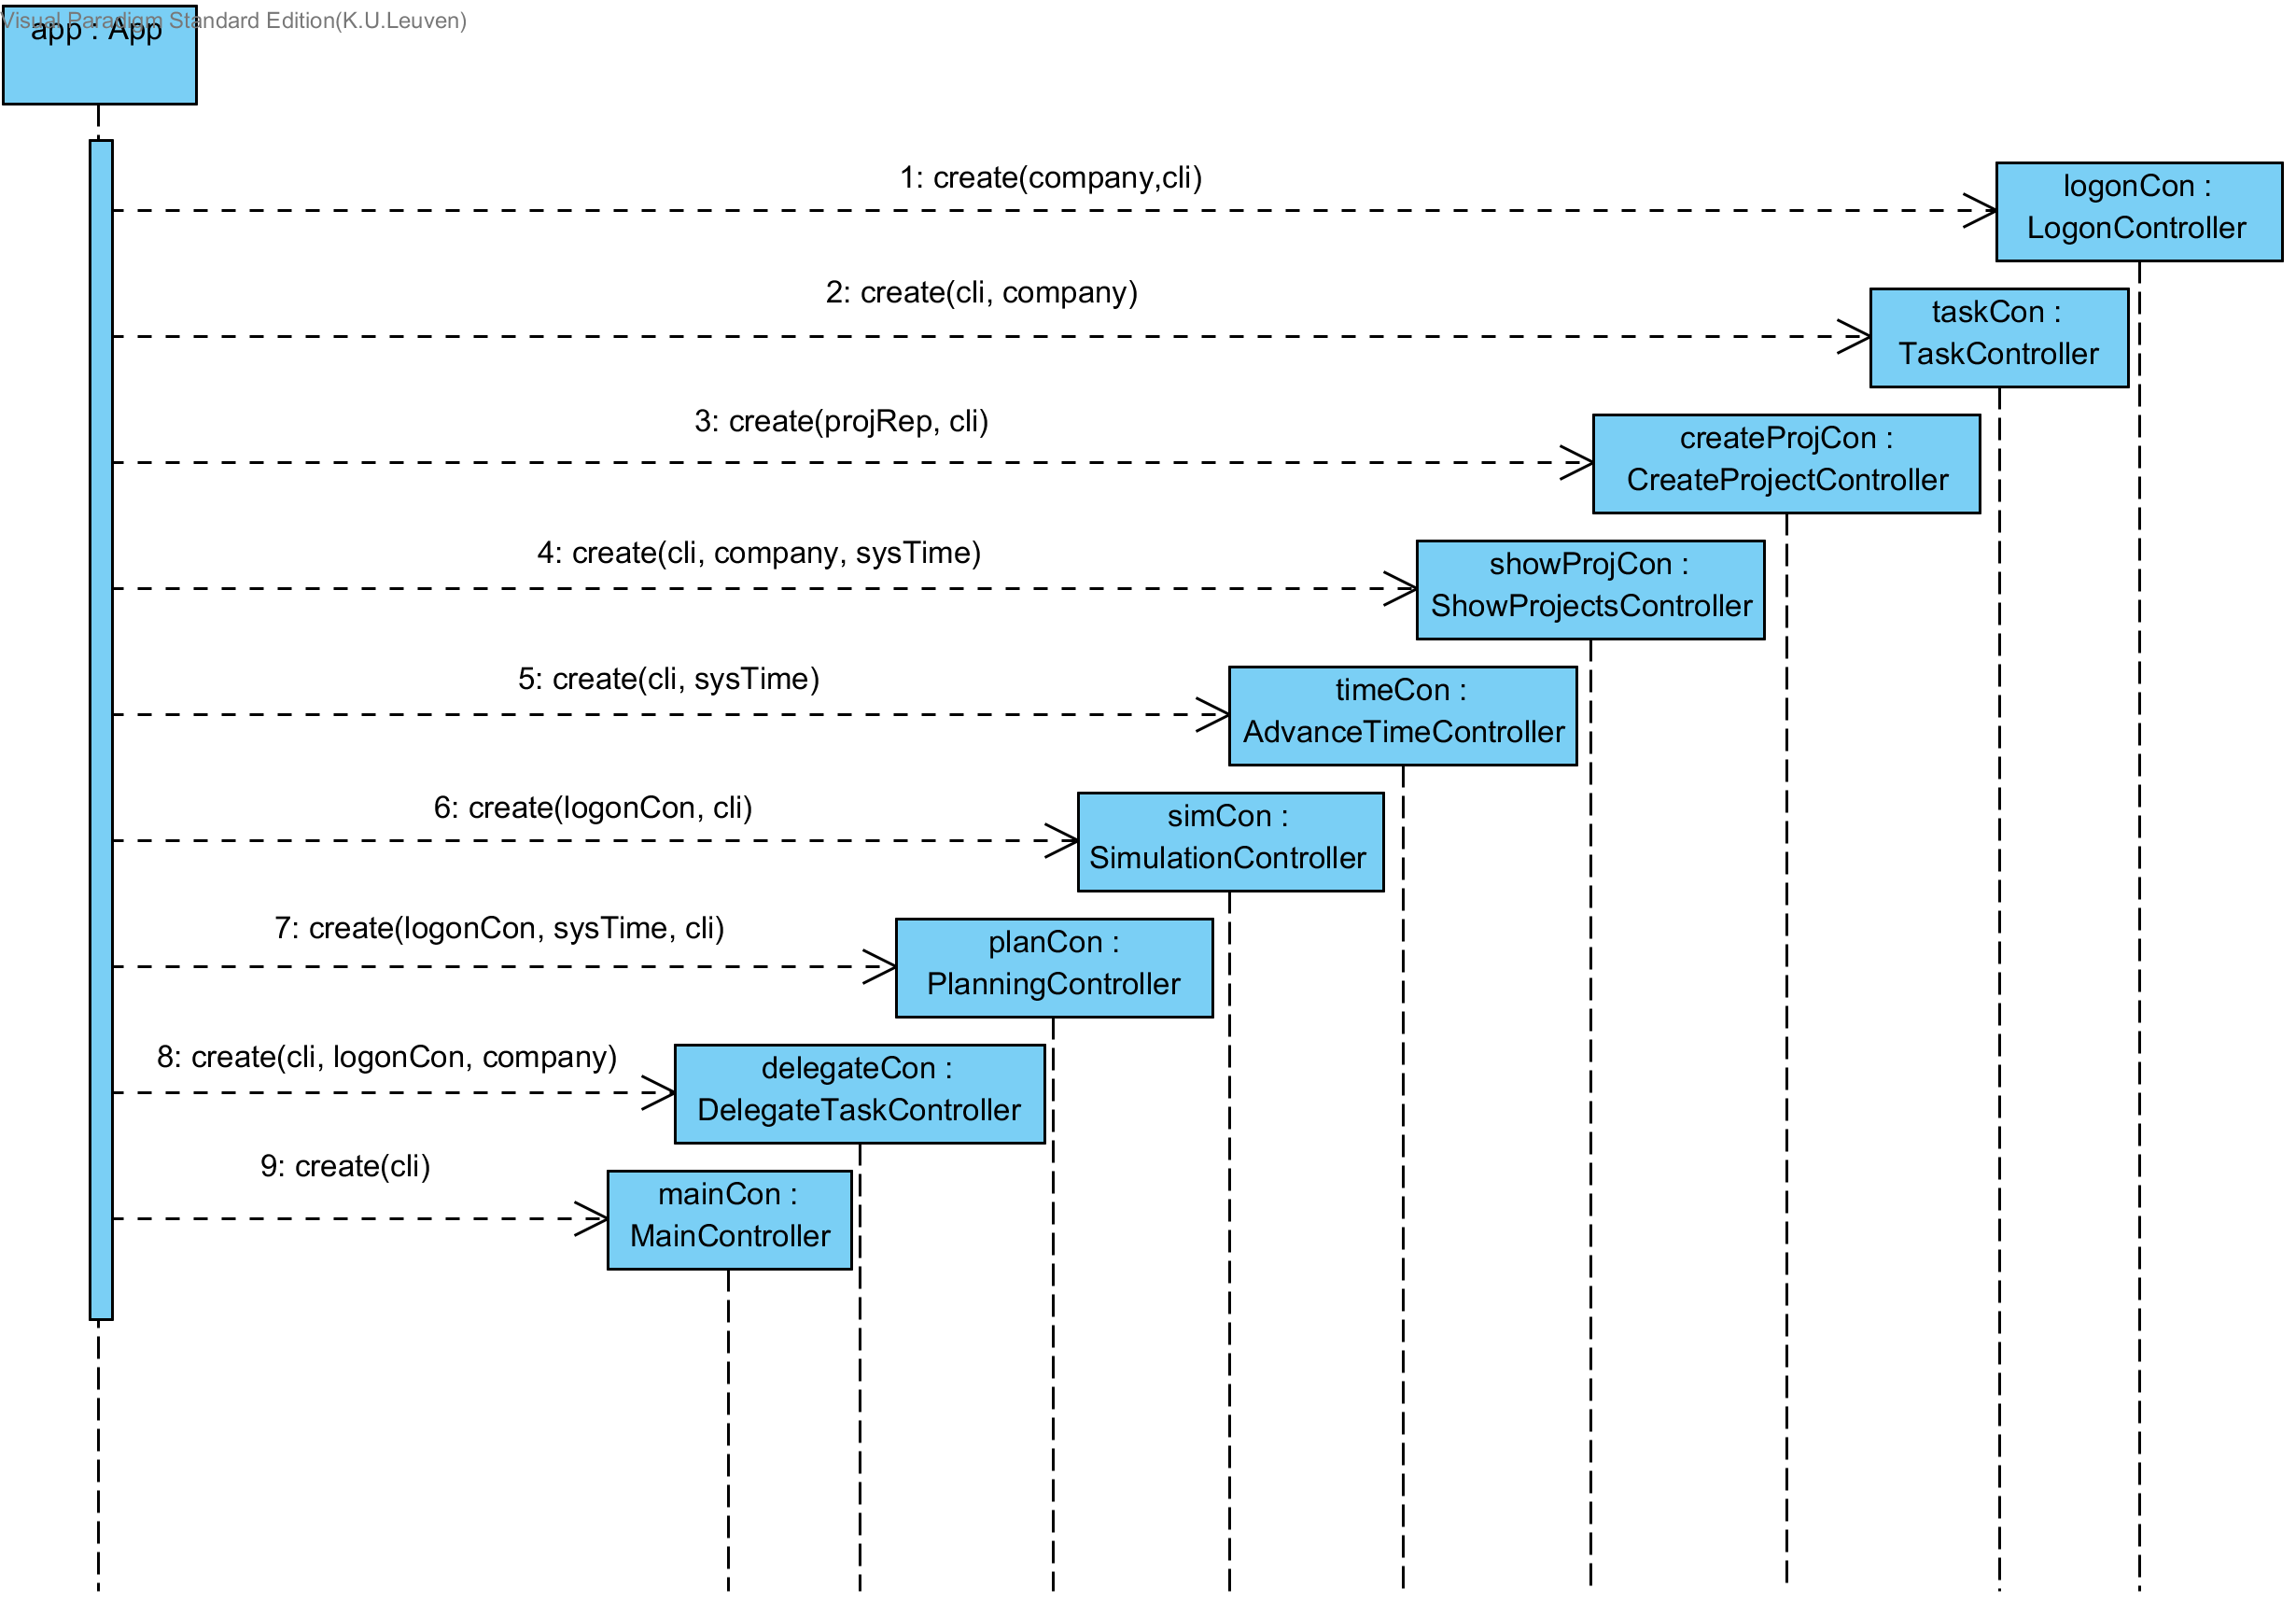 Visual Paradigm Standard Edition(K.U.Leuven)
app : App
1: create(company,cli)
logonCon :
LogonController
2: create(cli, company)
taskCon :
TaskController
3: create(projRep, cli)
createProjCon :
CreateProjectController
4: create(cli, company, sysTime)
showProjCon :
ShowProjectsController
5: create(cli, sysTime)
timeCon :
AdvanceTimeController
6: create(logonCon, cli)
simCon :
SimulationController
7: create(logonCon, sysTime, cli)
planCon :
PlanningController
8: create(cli, logonCon, company)
delegateCon :
DelegateTaskController
9: create(cli)
mainCon :
MainController